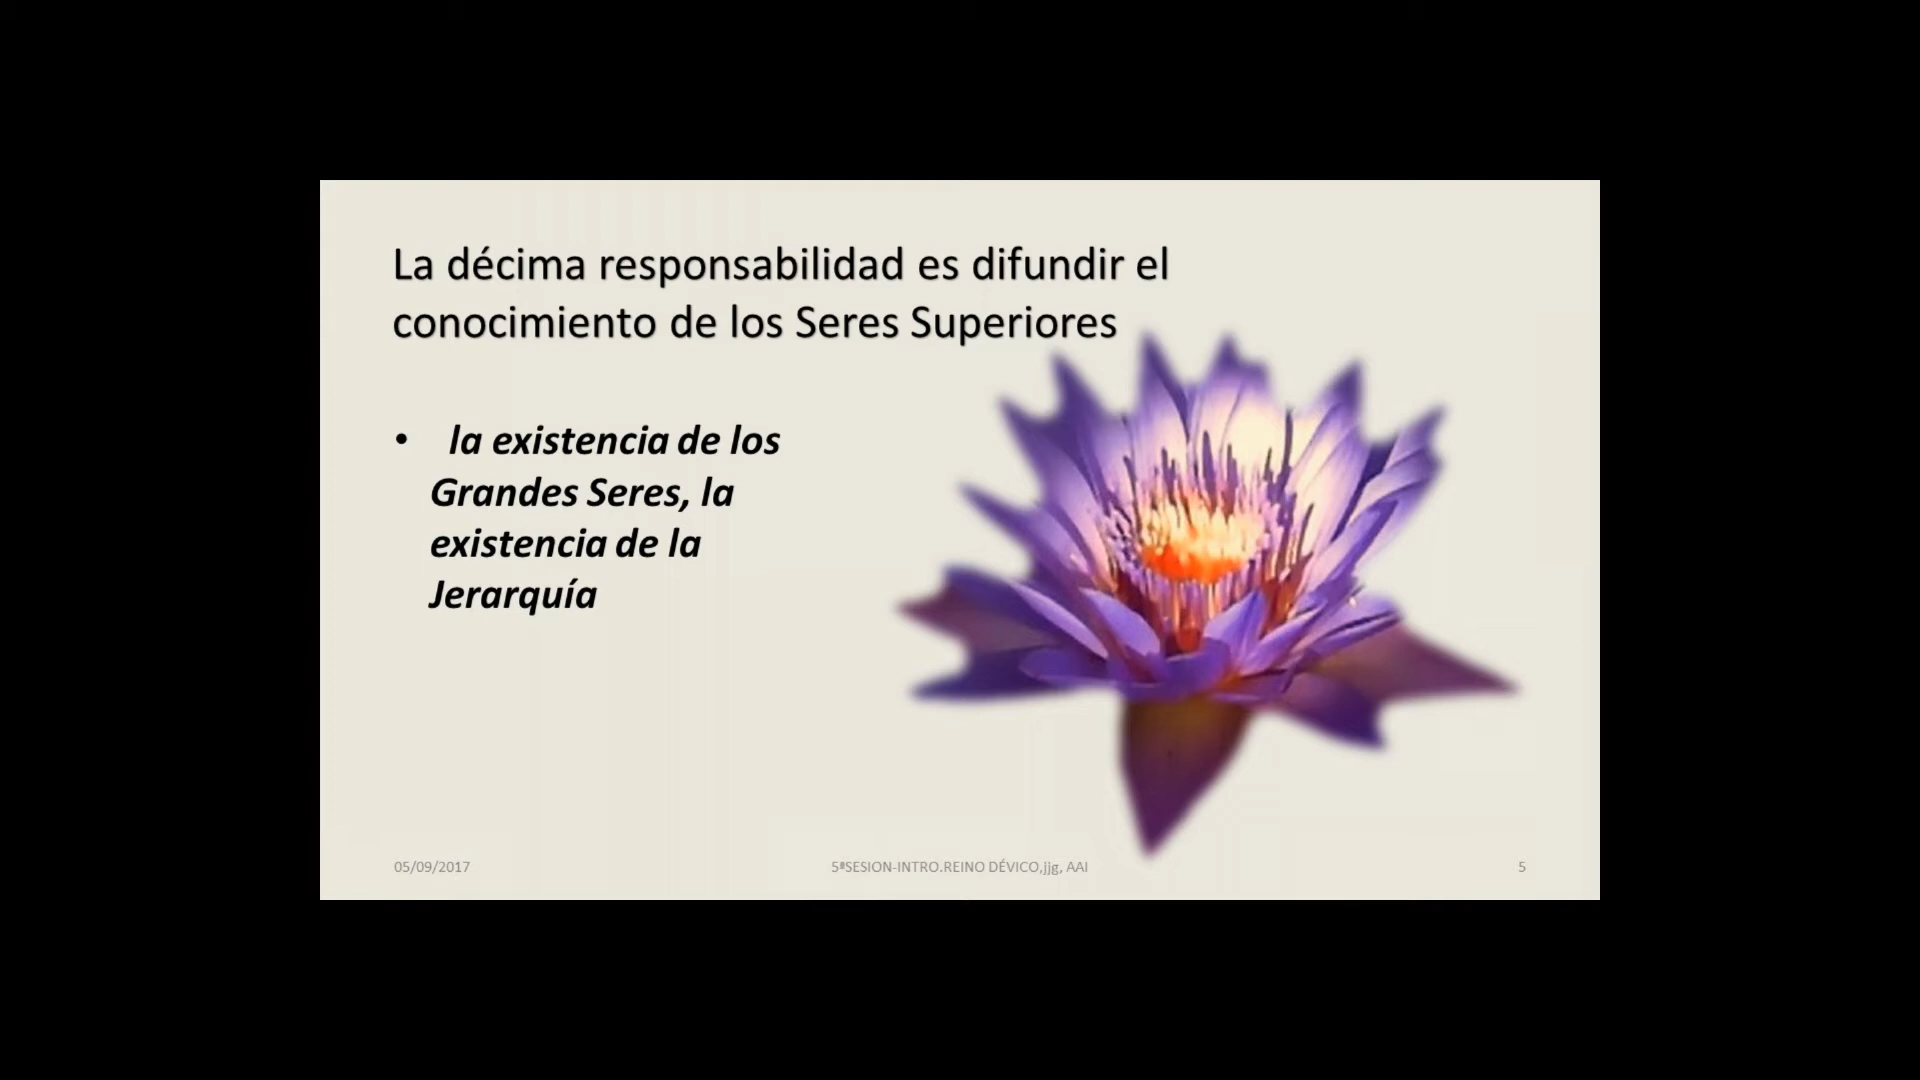 La décima responsabilidad es difundir el
conocimiento de los Seres Superiores
• la existencia de los
Grandes Seres, la
existencia de la
Jerarquía
05/09/2017
5ªSESION-INTRO.REINO DÉVICO,jjg, AAI
5